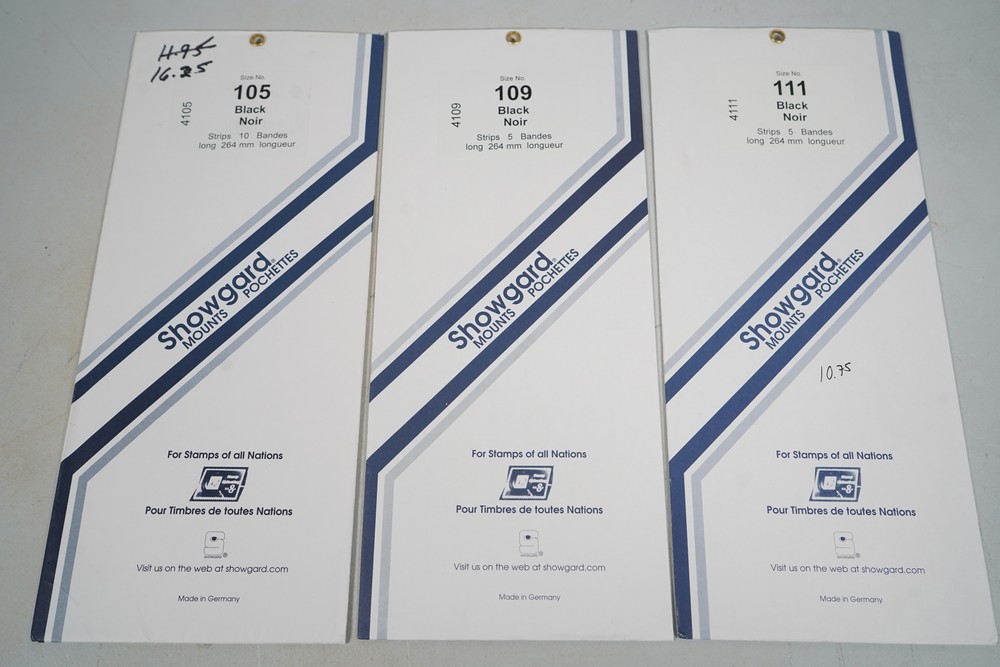 11.95
16.25
Size No.
105
Black
Noir
4105
Strips 10 Bandes
long 264 mm longueur
Showgard®
MOUNTS POCHETTES
For Stamps of all Nations
Pour Timbres de toutes Nations
Visit us on the web at showgard.com
Made in Germany
Size No.
109
Black
Noir
4109
Strips 5 Bandes
long 264 mm longueur
Showgard®
MOUNTS POCHETTES
For Stamps of all Nations
Pour Timbres de toutes Nations
Visit us on the web at showgard.com
Made in Germany
Size No.
111
Black
Noir
4111
Strips 5 Bandes
long 264 mm longueur
Showgard®
MOUNTS POCHETTES
10.75
For Stamps of all Nations
Pour Timbres de toutes Nations
Visit us on the web at showgard.com
Made in Germany